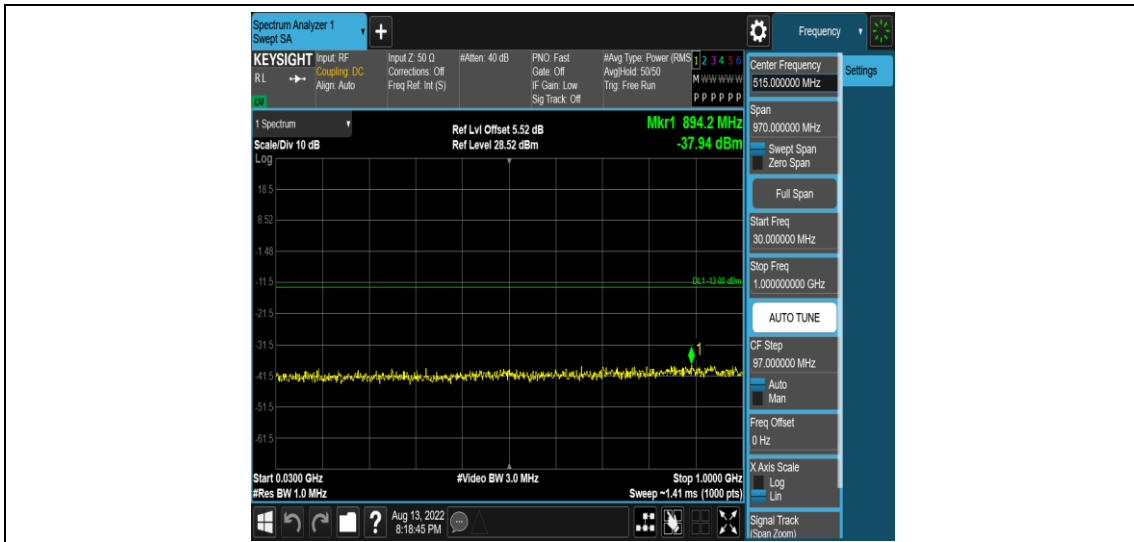 Spectrum Analyzer 1
Swept SA
+
Frequency
KEYSIGHT
RL
LXI
Input: RF
Coupling: DC
Align: Auto
Input Z: 50 Ω
Corrections: Off
Freq Ref: Int (S)
#Atten: 40 dB
PNO: Fast
Gate: Off
IF Gain: Low
Sig Track: Off
#Avg Type: Power (RMS
Avg|Hold: 50/50
Trig: Free Run
1 2 3 4 5 6
M W W W W W
P P P P P P
1 Spectrum
Scale/Div 10 dB
Log
Ref Lvl Offset 5.52 dB
Ref Level 28.52 dBm
Mkr1 894.2 MHz
-37.94 dBm
18.5
8.52
-1.48
-11.5
DL1 -13.00 dBm
-21.5
-31.5
1
-41.5
-51.5
-61.5
Start 0.0300 GHz
#Res BW 1.0 MHz
#Video BW 3.0 MHz
Stop 1.0000 GHz
Sweep ~1.41 ms (1000 pts)
Center Frequency
515.000000 MHz
Settings
Span
970.000000 MHz
Swept Span
Zero Span
Full Span
Start Freq
30.000000 MHz
Stop Freq
1.000000000 GHz
AUTO TUNE
CF Step
97.000000 MHz
Auto
Man
Freq Offset
0 Hz
X Axis Scale
Log
Lin
Signal Track
(Span Zoom)
?
Aug 13, 2022
8:18:45 PM